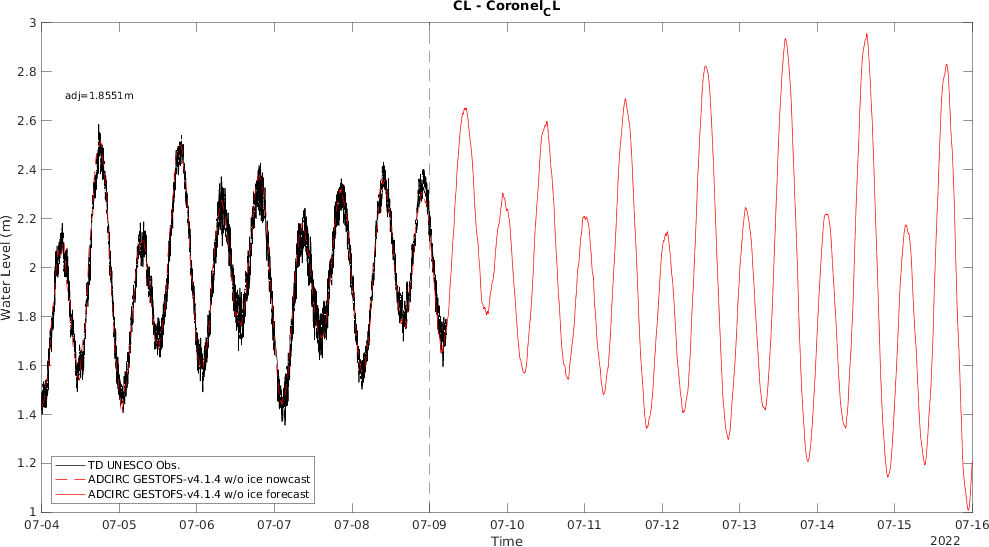 CL - Coronel_CL
3
2.8
2.6
2.4
2.2
2
1.8
1.6
1.4
1.2
1
Water Level (m)
adj=1.8551m
TD UNESCO Obs.
ADCIRC GESTOFS-v4.1.4 w/o ice nowcast
ADCIRC GESTOFS-v4.1.4 w/o ice forecast
07-04 07-05 07-06 07-07 07-08 07-09 07-10 07-11 07-12 07-13 07-14 07-15 07-16
Time
2022